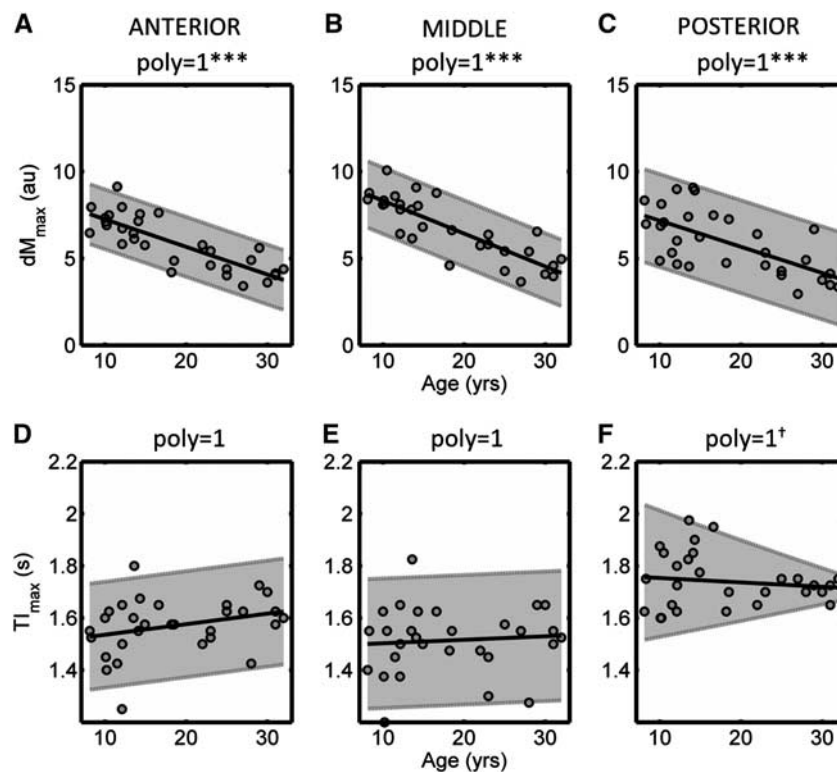 A ANTERIOR B MIDDLE C POSTERIOR
poly=1*** poly=1*** poly=1***
15 15 15
10 10 10
5 5 5
0 0 0
dM_max (au)
10 20 30 10 20 30 10 20 30
Age (yrs)
D poly=1 E poly=1 F poly=1†
2.2 2.2 2.2
2 2 2
1.8 1.8 1.8
1.6 1.6 1.6
1.4 1.4 1.4
TI_max (s)
10 20 30 10 20 30 10 20 30
Age (yrs)